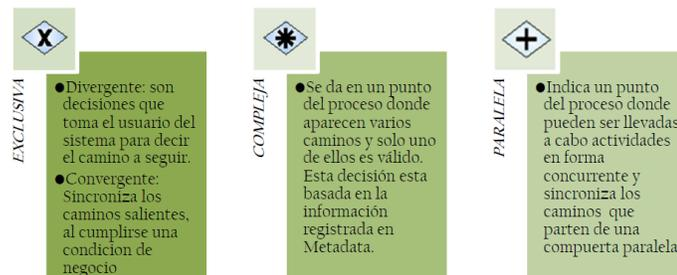 EXCLUSIVA
●Divergente: son
decisiones que
toma el usuario del
sistema para decir
el camino a seguir.
●Convergente:
Sincroniza los
caminos salientes,
al cumplirse una
condicion de
negocio
COMPLEJA
●Se da en un punto
del proceso donde
aparecen varios
caminos y solo uno
de ellos es válido.
Esta decisión esta
basada en la
información
registrada en
Metadata.
PARALELA
●Indica un punto
del proceso donde
pueden ser llevadas
a cabo actividades
en forma
concurrente y
sincroniza los
caminos que
parten de una
compuerta paralela